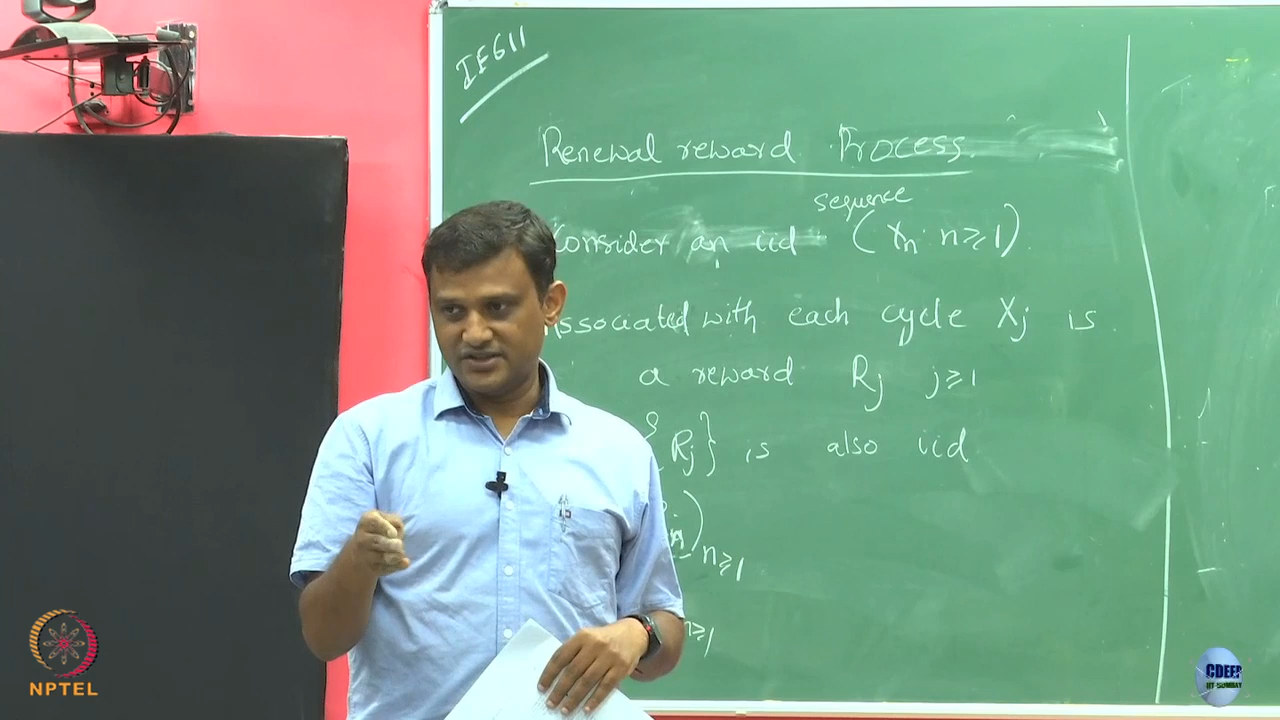 IE611
Renewal reward Process.
sequence
Consider an iid (Xn n≥1).
Associated with each cycle Xj is
a reward Rj j≥1
{Rj} is also iid
)n≥1
n≥1
NPTEL
CDEEP
IIT BOMBAY